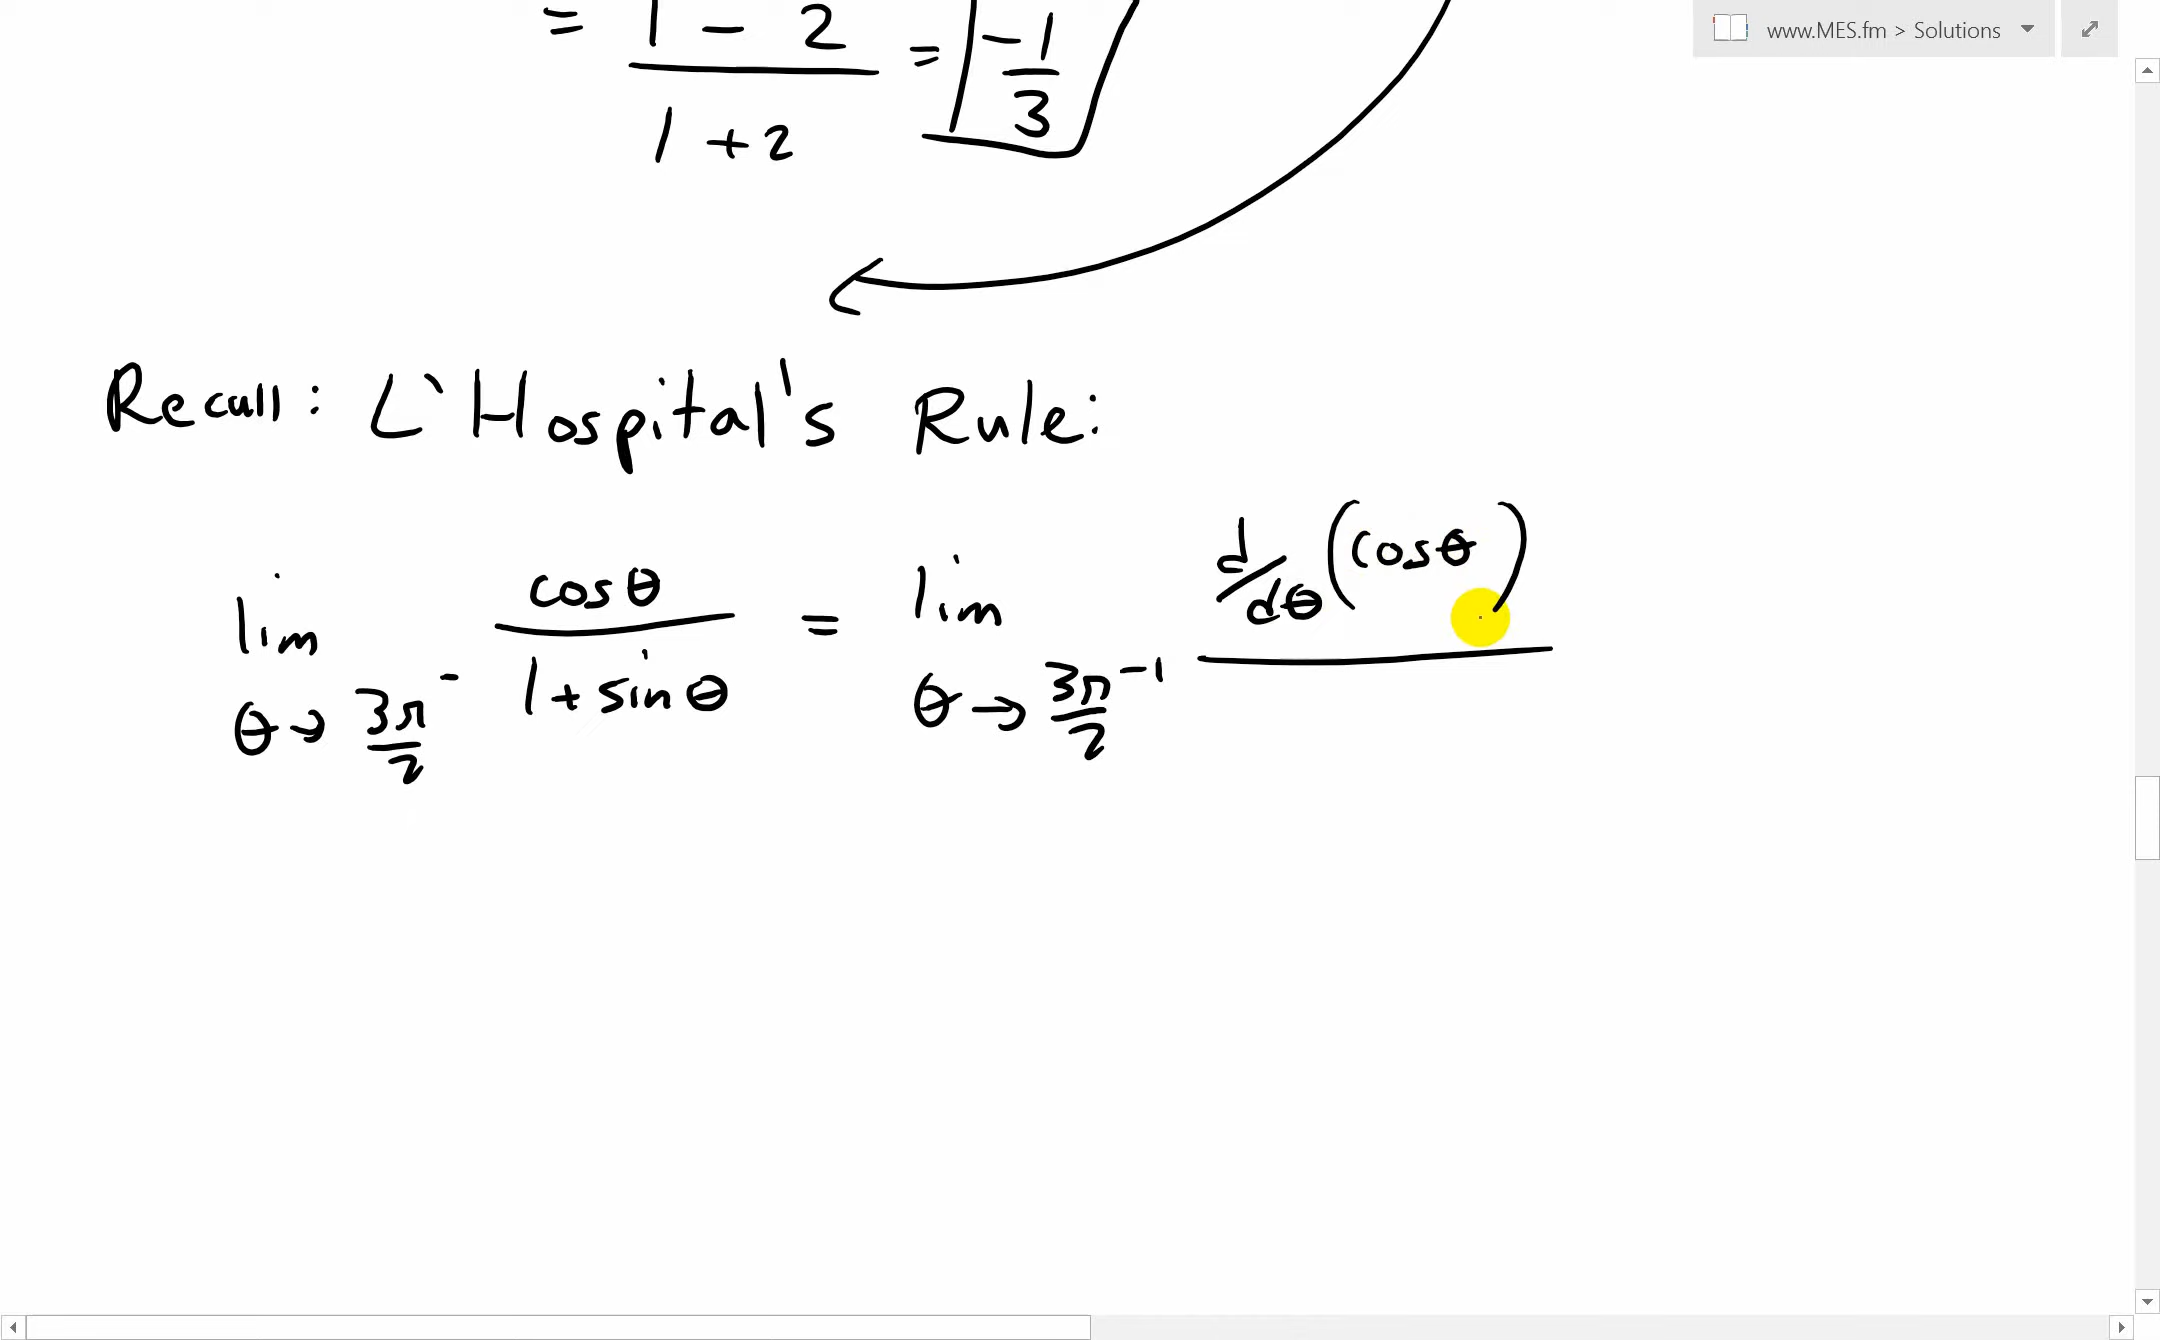 www.MES.fm > Solutions
= 1 - 2 / 1 + 2 = -1/3
Recall: L'Hospital's Rule:
lim θ→3π/2⁻ cosθ / 1 + sinθ = lim θ→3π/2⁻¹ d/dθ (cosθ)